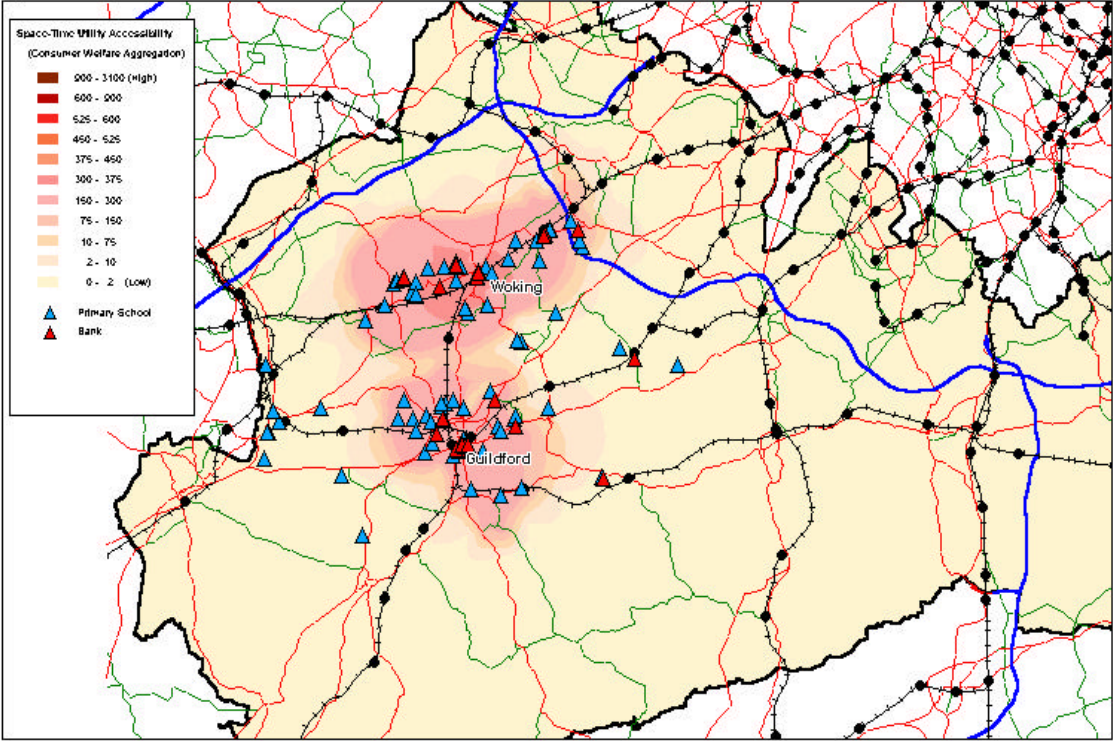 Space-Time Utility Accessibility
(Consumer Welfare Aggregation)
900 - 3100 (High)
600 - 900
525 - 600
450 - 525
375 - 450
300 - 375
150 - 300
75 - 150
10 - 75
2 - 10
0 - 2 (Low)
Primary School
Bank
Woking
Guildford